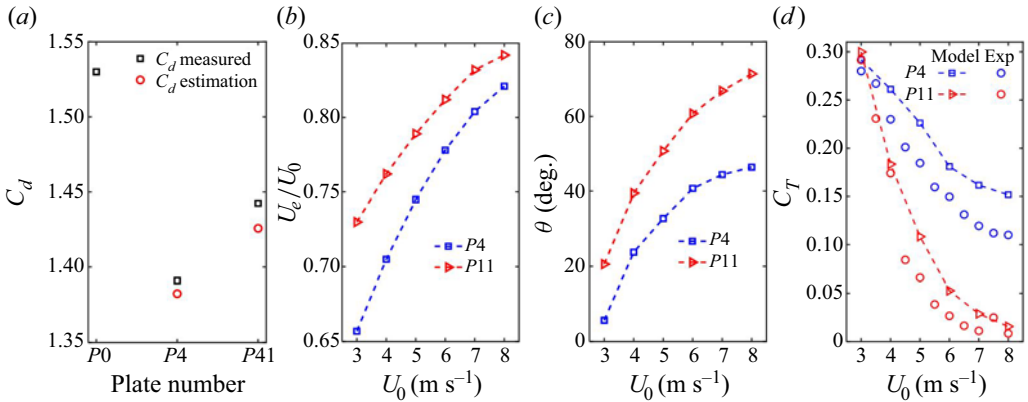 (a)
1.55
1.50
1.45
1.40
1.35
C_d
P0
P4
P41
Plate number
C_d measured
C_d estimation
(b)
0.85
0.80
0.75
0.70
0.65
U_e/U_0
3 4 5 6 7 8
U_0 (m s⁻¹)
P4
P11
(c)
80
60
40
20
0
θ (deg.)
3 4 5 6 7 8
U_0 (m s⁻¹)
P4
P11
(d)
0.30
0.25
0.20
0.15
0.10
0.05
0
C_T
3 4 5 6 7 8
U_0 (m s⁻¹)
Model Exp
P4
P11